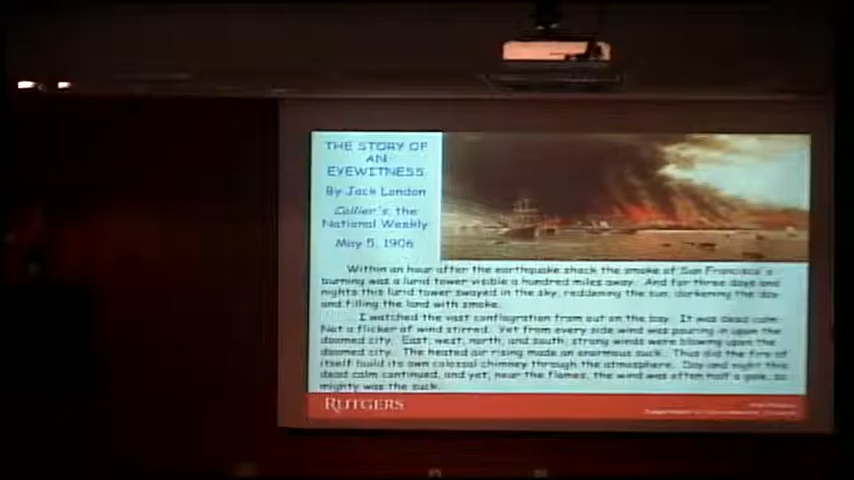 THE STORY OF
AN
EYEWITNESS
By Jack London
Collier's, the
National Weekly
May 5, 1906
Within an hour after the earthquake shock the smoke of San Francisco's
burning was a lurid tower visible a hundred miles away. And for three days and
nights this lurid tower swayed in the sky, reddening the sun, darkening the day
and filling the land with smoke.
I watched the vast conflagration from out on the bay. It was dead calm.
Not a flicker of wind stirred. Yet from every side wind was pouring in upon the
doomed city. East, west, north, and south, strong winds were blowing upon the
doomed city. The heated air rising made an enormous suck. Thus did the fire of
itself build its own colossal chimney through the atmosphere. Day and night this
dead calm continued, and yet, near the flames, the wind was often half a gale, so
mighty was the suck.
RUTGERS